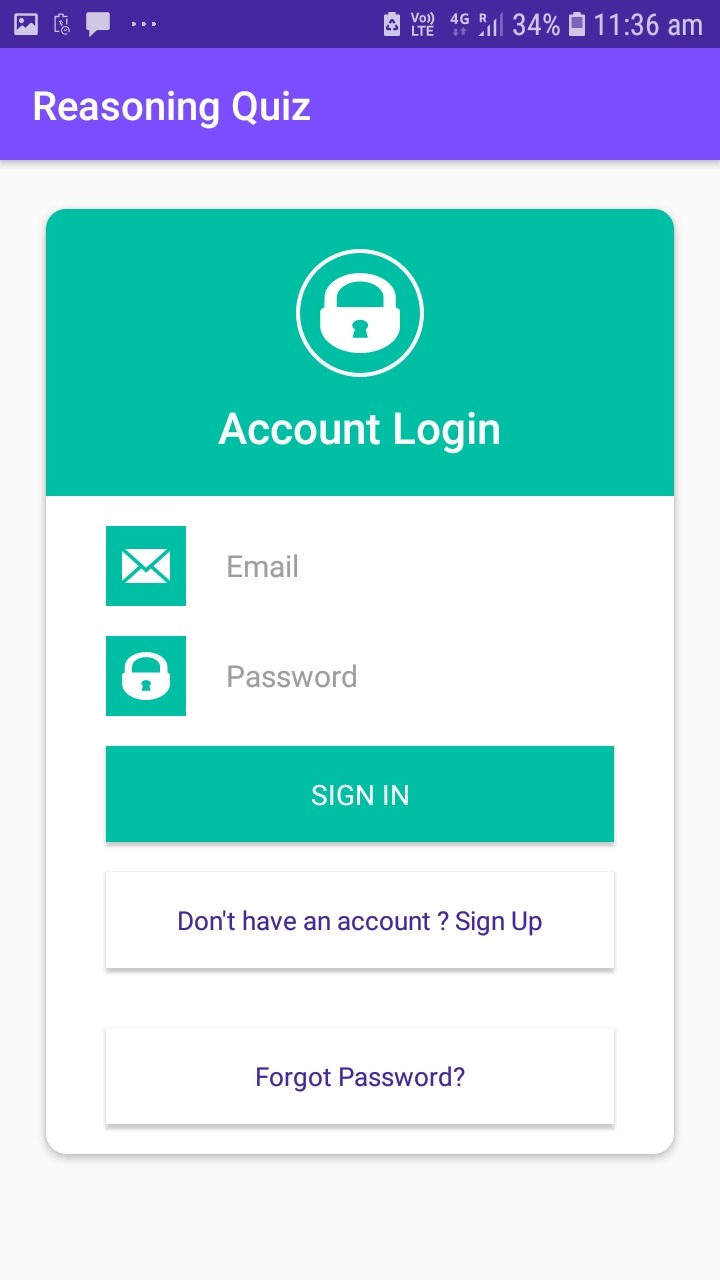 Vo)) LTE 4G R 34% 11:36 am
Reasoning Quiz
Account Login
Email
Password
SIGN IN
Don't have an account ? Sign Up
Forgot Password?